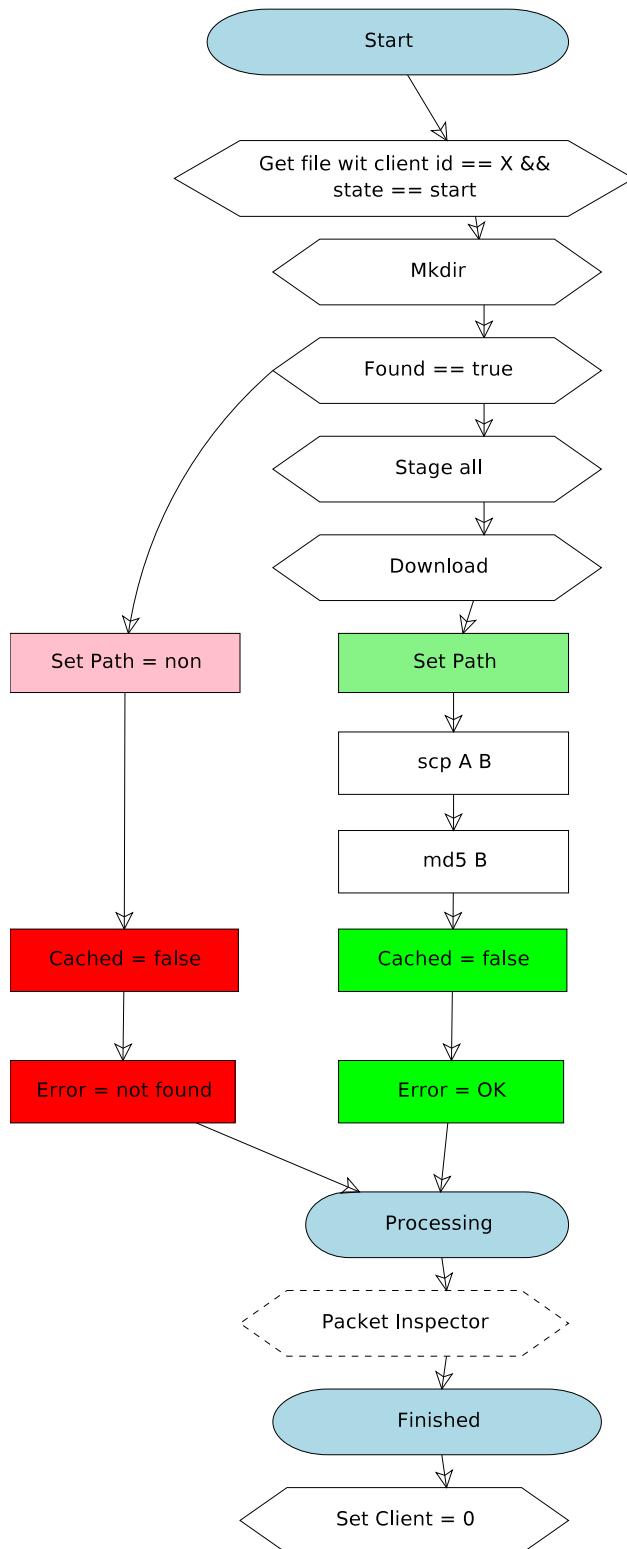 Start
Get file wit client id == X &&
state == start
Mkdir
Found == true
Stage all
Download
Set Path = non
Set Path
scp A B
md5 B
Cached = false
Cached = false
Error = not found
Error = OK
Processing
Packet Inspector
Finished
Set Client = 0